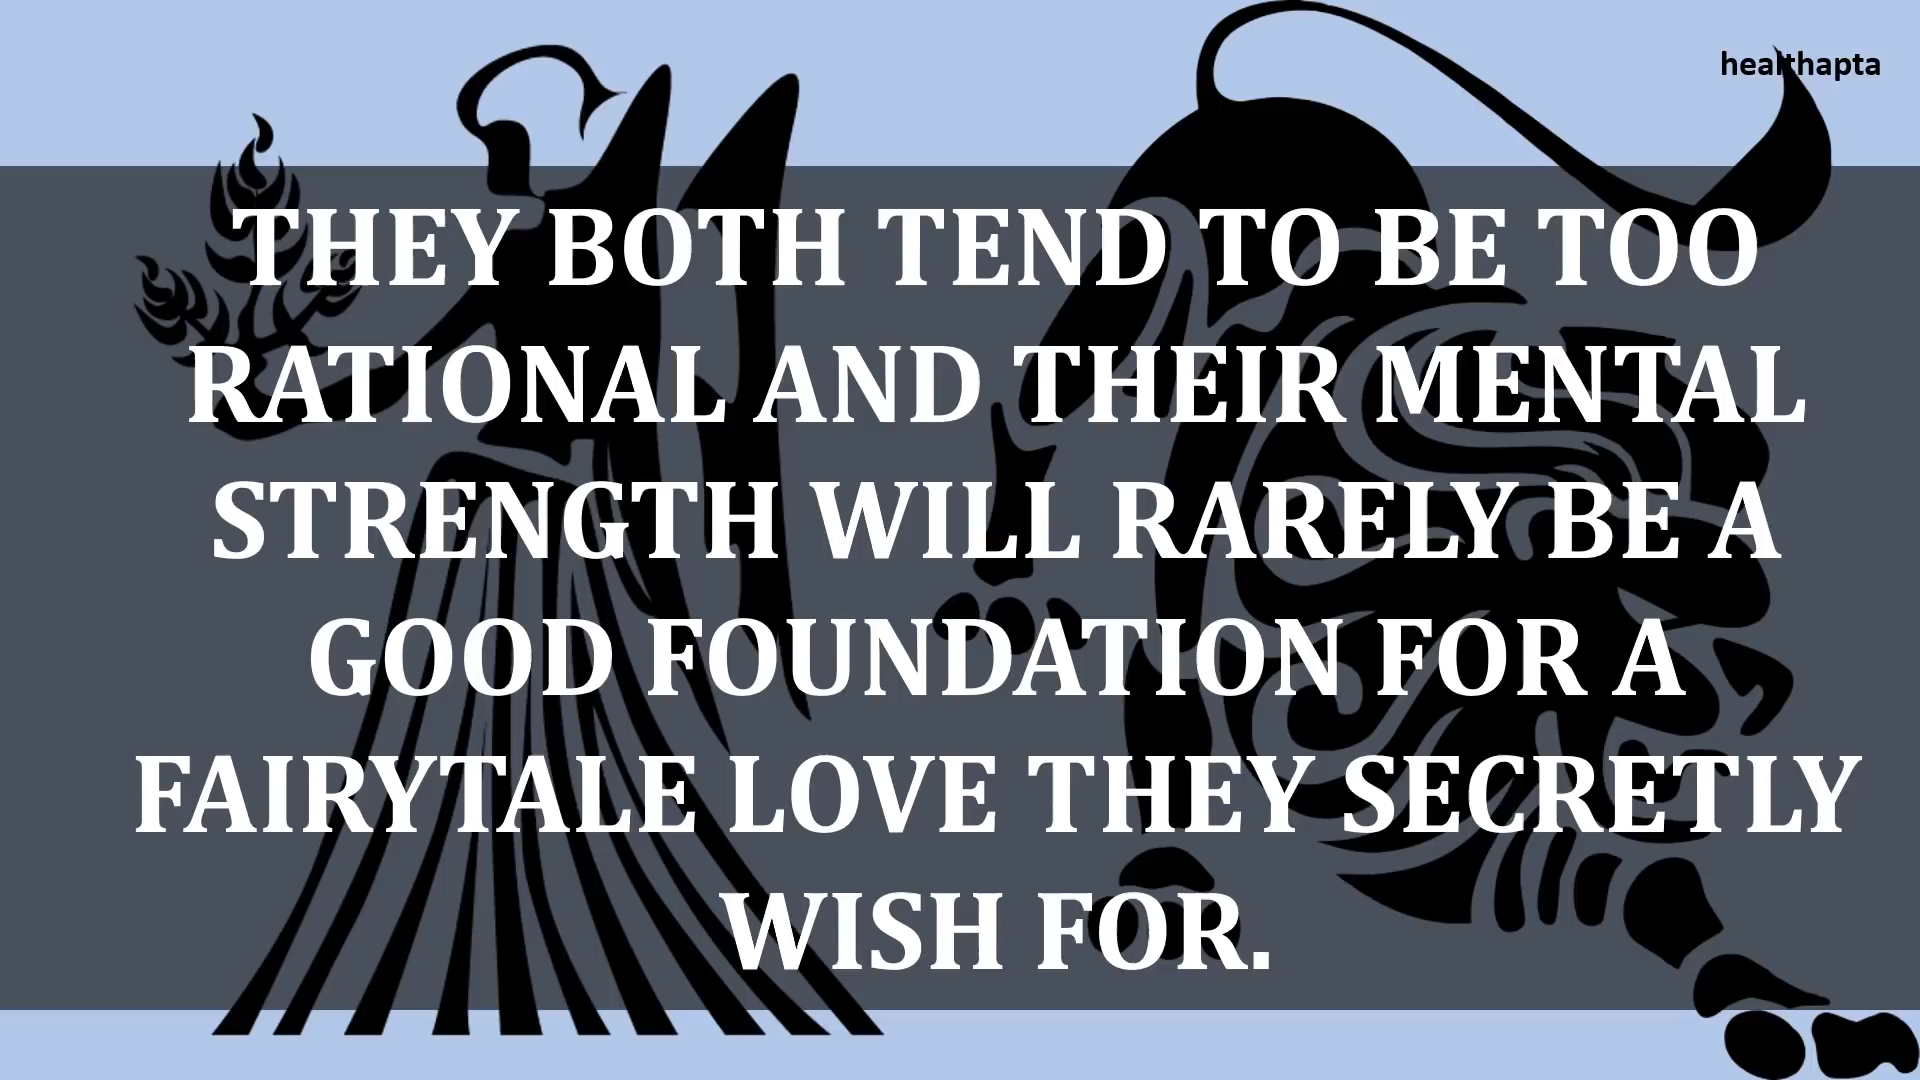 healthapta
THEY BOTH TEND TO BE TOO
RATIONAL AND THEIR MENTAL
STRENGTH WILL RARELY BE A
GOOD FOUNDATION FOR A
FAIRYTALE LOVE THEY SECRETLY
WISH FOR.